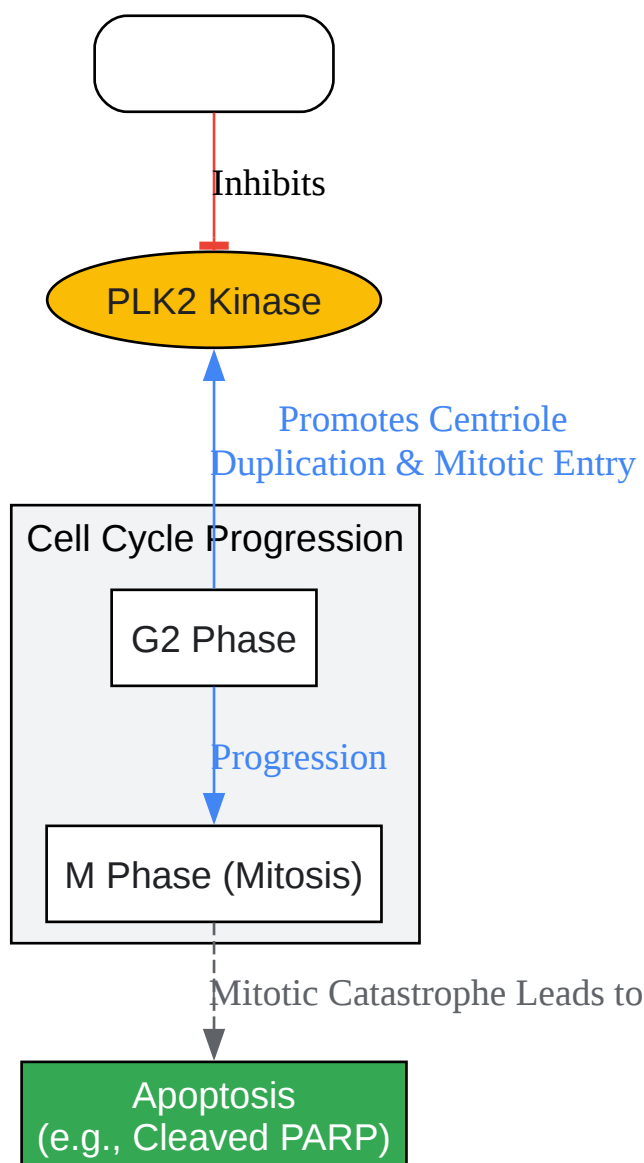 Inhibits
PLK2 Kinase
Promotes Centriole
Duplication & Mitotic Entry
Cell Cycle Progression
G2 Phase
Progression
M Phase (Mitosis)
Mitotic Catastrophe Leads to
Apoptosis
(e.g., Cleaved PARP)